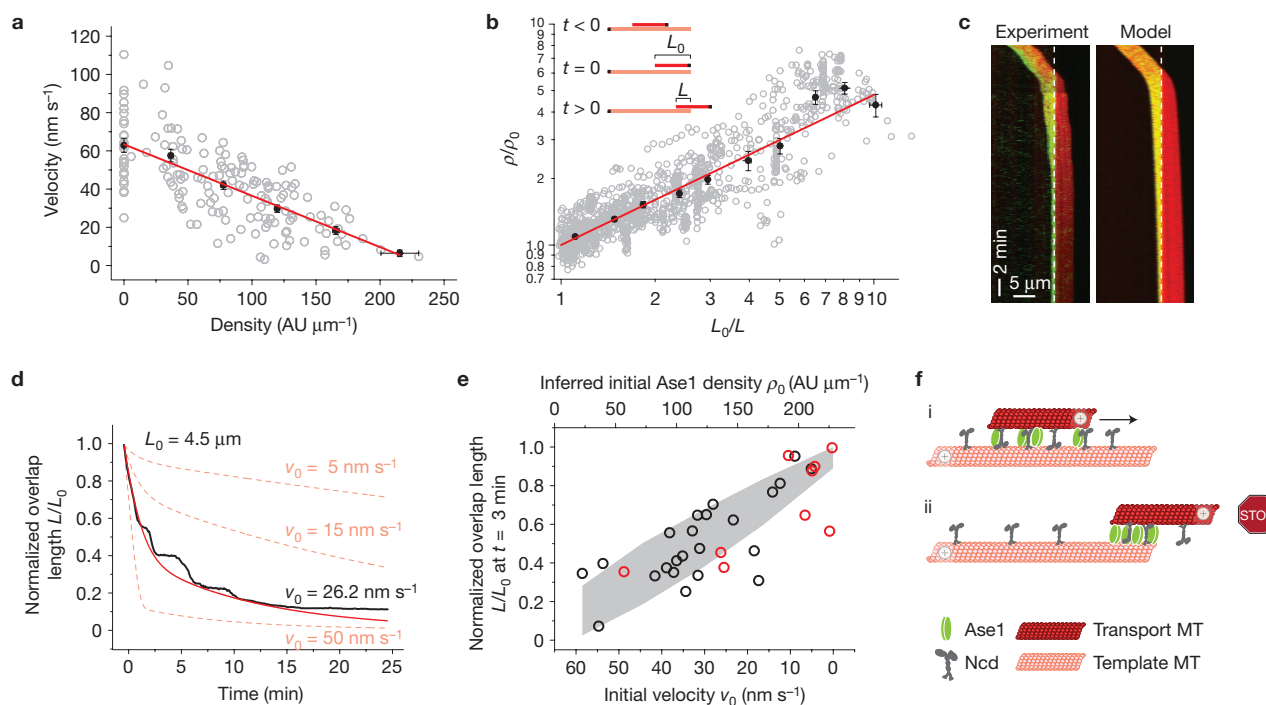 a
Velocity (nm s⁻¹)
120
100
80
60
40
20
0
0 50 100 150 200 250
Density (AU μm⁻¹)
b
ρ/ρ₀
10
9
8
7
6
5
4
3
2
1.0
0.9
0.8
0.7
t < 0
L₀
t = 0
L
t > 0
1 2 3 4 5 6 7 8 9 10
L₀/L
c
Experiment Model
2 min
5 μm
d
Normalized overlap
length L/L₀
1.0
0.8
0.6
0.4
0.2
0
L₀ = 4.5 μm
v₀ = 5 nm s⁻¹
v₀ = 15 nm s⁻¹
v₀ = 26.2 nm s⁻¹
v₀ = 50 nm s⁻¹
0 5 10 15 20 25
Time (min)
e
Inferred initial Ase1 density ρ₀ (AU μm⁻¹)
0 50 100 150 200
Normalized overlap length
L/L₀ at t = 3 min
1.0
0.8
0.6
0.4
0.2
0
60 50 40 30 20 10 0
Initial velocity v₀ (nm s⁻¹)
f
i
+
+
ii
+
+
STO
Ase1 Transport MT
Ncd Template MT